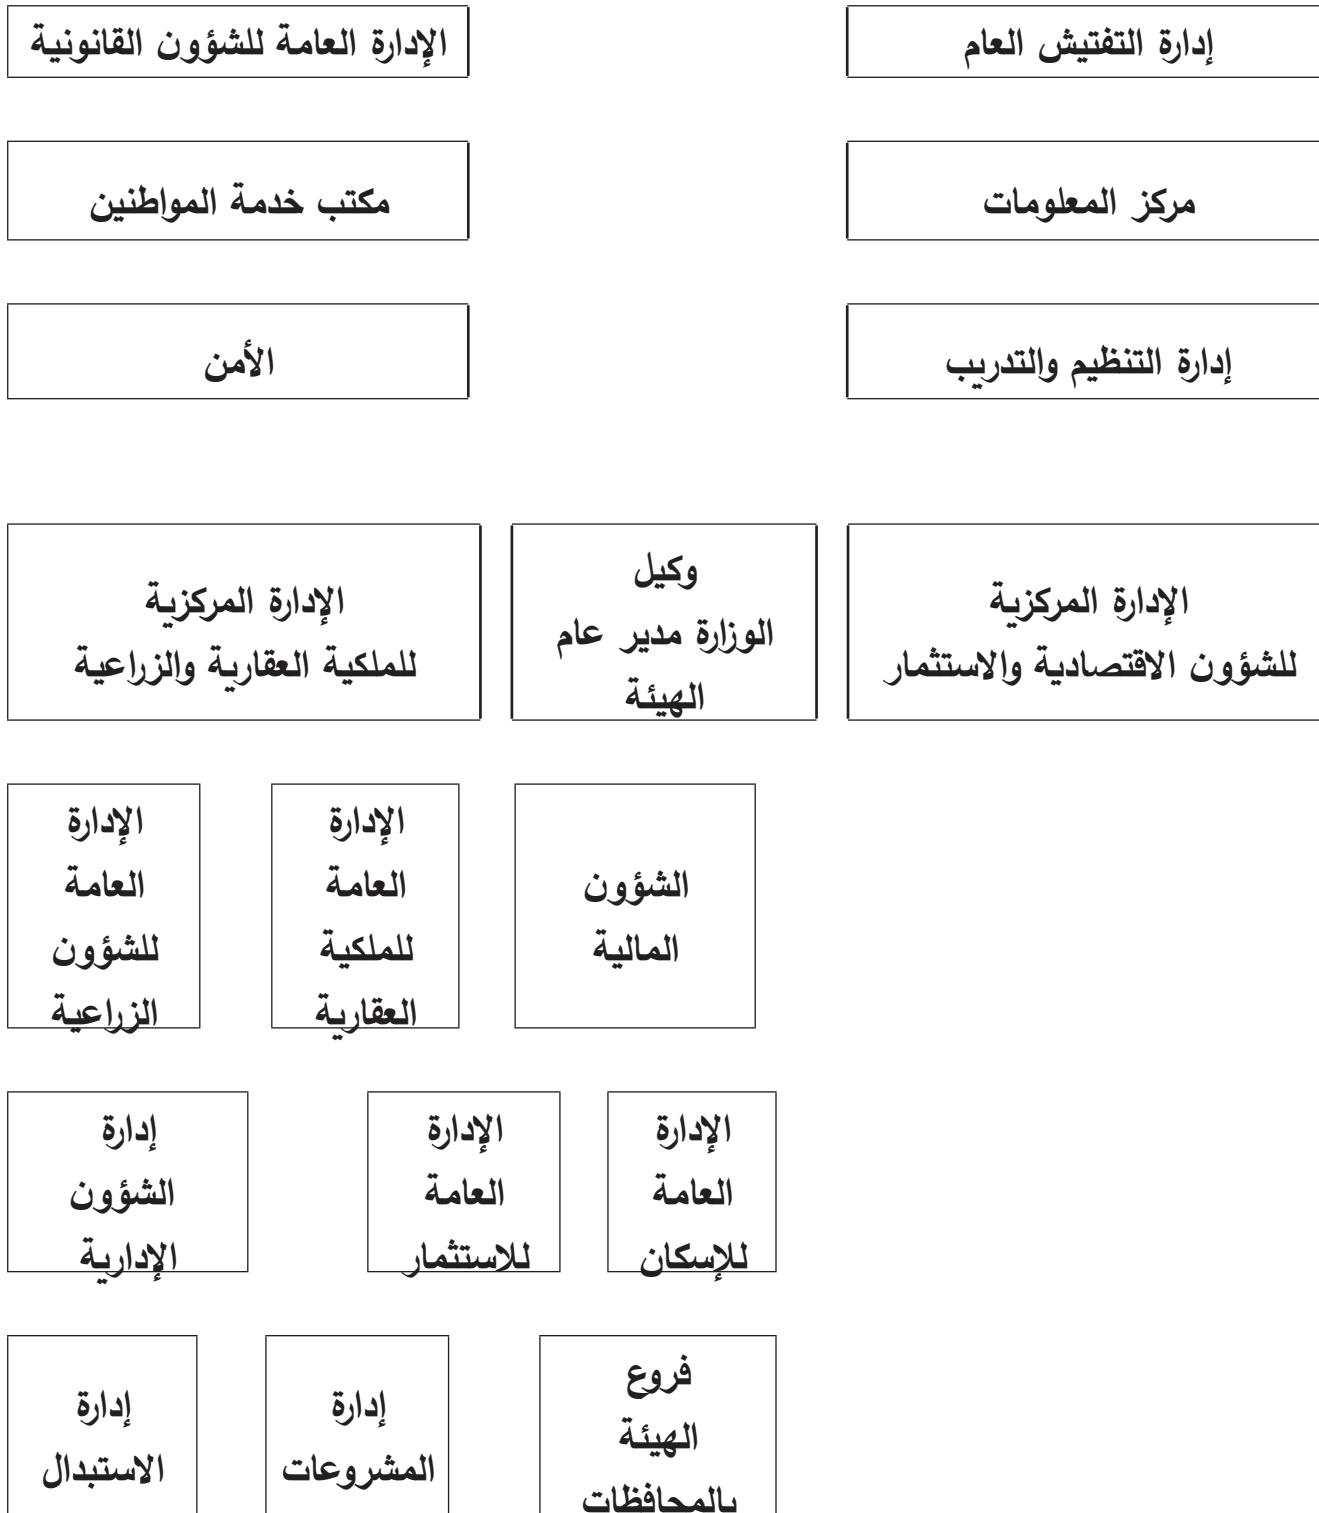 إدارة التفتيش العام
الإدارة العامة للشؤون القانونية
مركز المعلومات
مكتب خدمة المواطنين
إدارة التنظيم والتدريب
الأمن
الإدارة المركزية
للشؤون الاقتصادية والاستثمار
وكيل
الوزارة مدير عام
الهيئة
الإدارة المركزية
للملكية العقارية والزراعية
الشؤون
المالية
الإدارة
العامة
للملكية
العقارية
الإدارة
العامة
للشؤون
الزراعية
الإدارة
العامة
للإسكان
الإدارة
العامة
للاستثمار
إدارة
الشؤون
الإدارية
فروع
الهيئة
بالمحافظات
إدارة
المشروعات
إدارة
الاستبدال